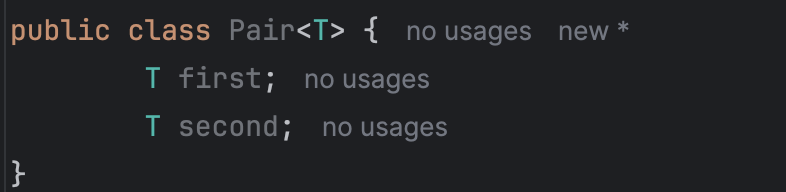 public class Pair<T> { no usages new *
T first; no usages
T second; no usages
}